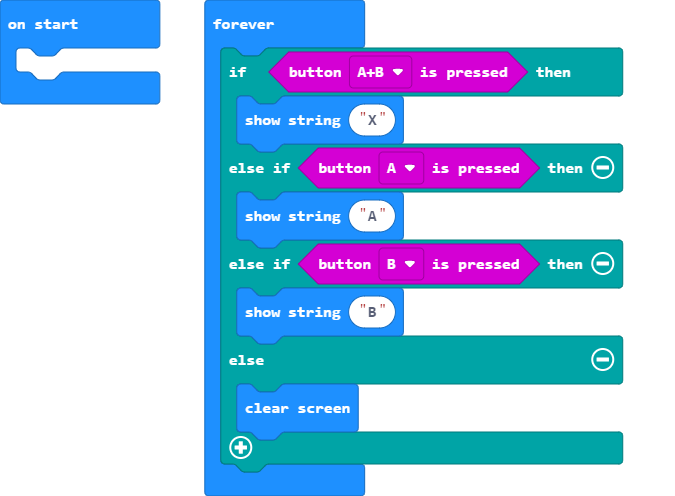 on start
forever
if button A+B is pressed then
show string "X"
else if button A is pressed then
show string "A"
else if button B is pressed then
show string "B"
else
clear screen